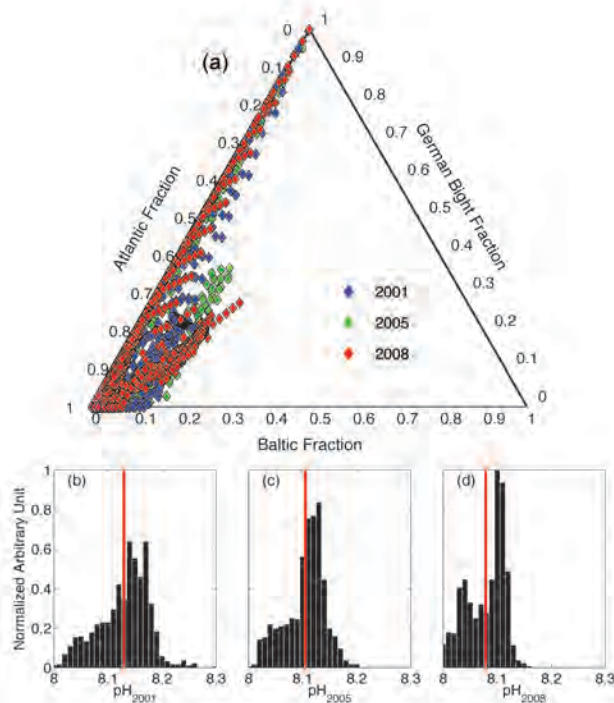 (a)
0 1
0.1 0.9
0.2 0.8
0.3 0.7
0.4 0.6
0.5 0.5
0.6 0.4
0.7 0.3
0.8 0.2
0.9 0.1
1 0
Atlantic Fraction
German Bight Fraction
2001
2005
2008
0 0.1 0.2 0.3 0.4 0.5 0.6 0.7 0.8 0.9 1
Baltic Fraction
(b)
(c)
(d)
Normalized Arbitrary Unit
1
0.8
0.6
0.4
0.2
0
8 8.1 8.2 8.3
pH2001
8 8.1 8.2 8.3
pH2005
8 8.1 8.2 8.3
pH2008